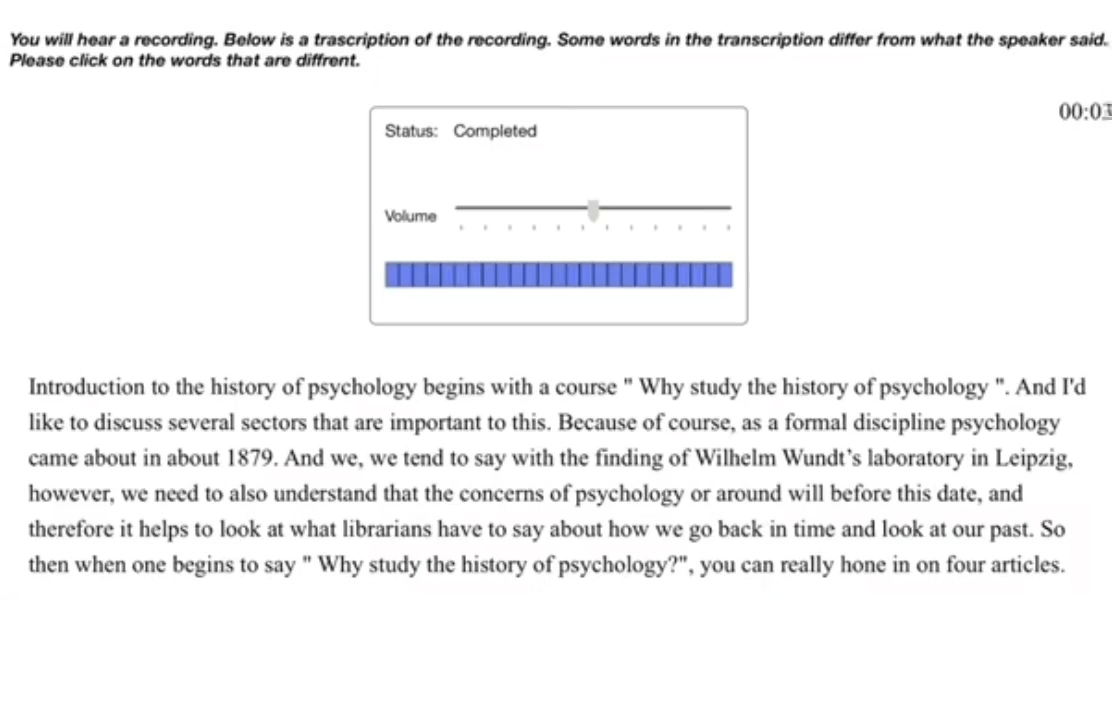 You will hear a recording. Below is a trascription of the recording. Some words in the transcription differ from what the speaker said.
Please click on the words that are diffrent.
00:03
Status: Completed
Volume
Introduction to the history of psychology begins with a course " Why study the history of psychology ". And I'd
like to discuss several sectors that are important to this. Because of course, as a formal discipline psychology
came about in about 1879. And we, we tend to say with the finding of Wilhelm Wundt’s laboratory in Leipzig,
however, we need to also understand that the concerns of psychology or around will before this date, and
therefore it helps to look at what librarians have to say about how we go back in time and look at our past. So
then when one begins to say " Why study the history of psychology?", you can really hone in on four articles.